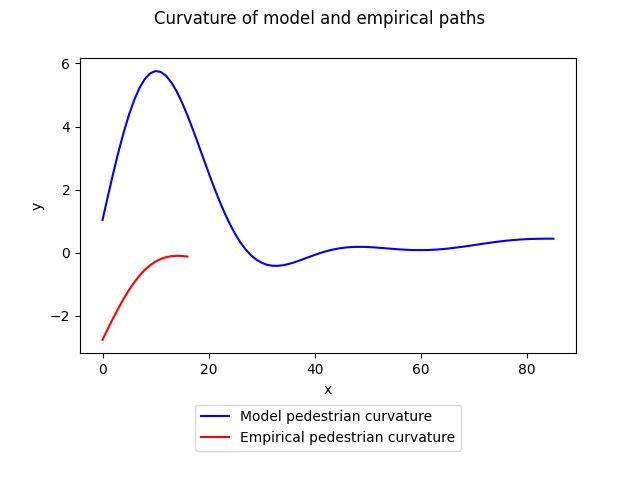 Curvature of model and empirical paths
6
4
2
0
−2
y
0 20 40 60 80
x
Model pedestrian curvature
Empirical pedestrian curvature